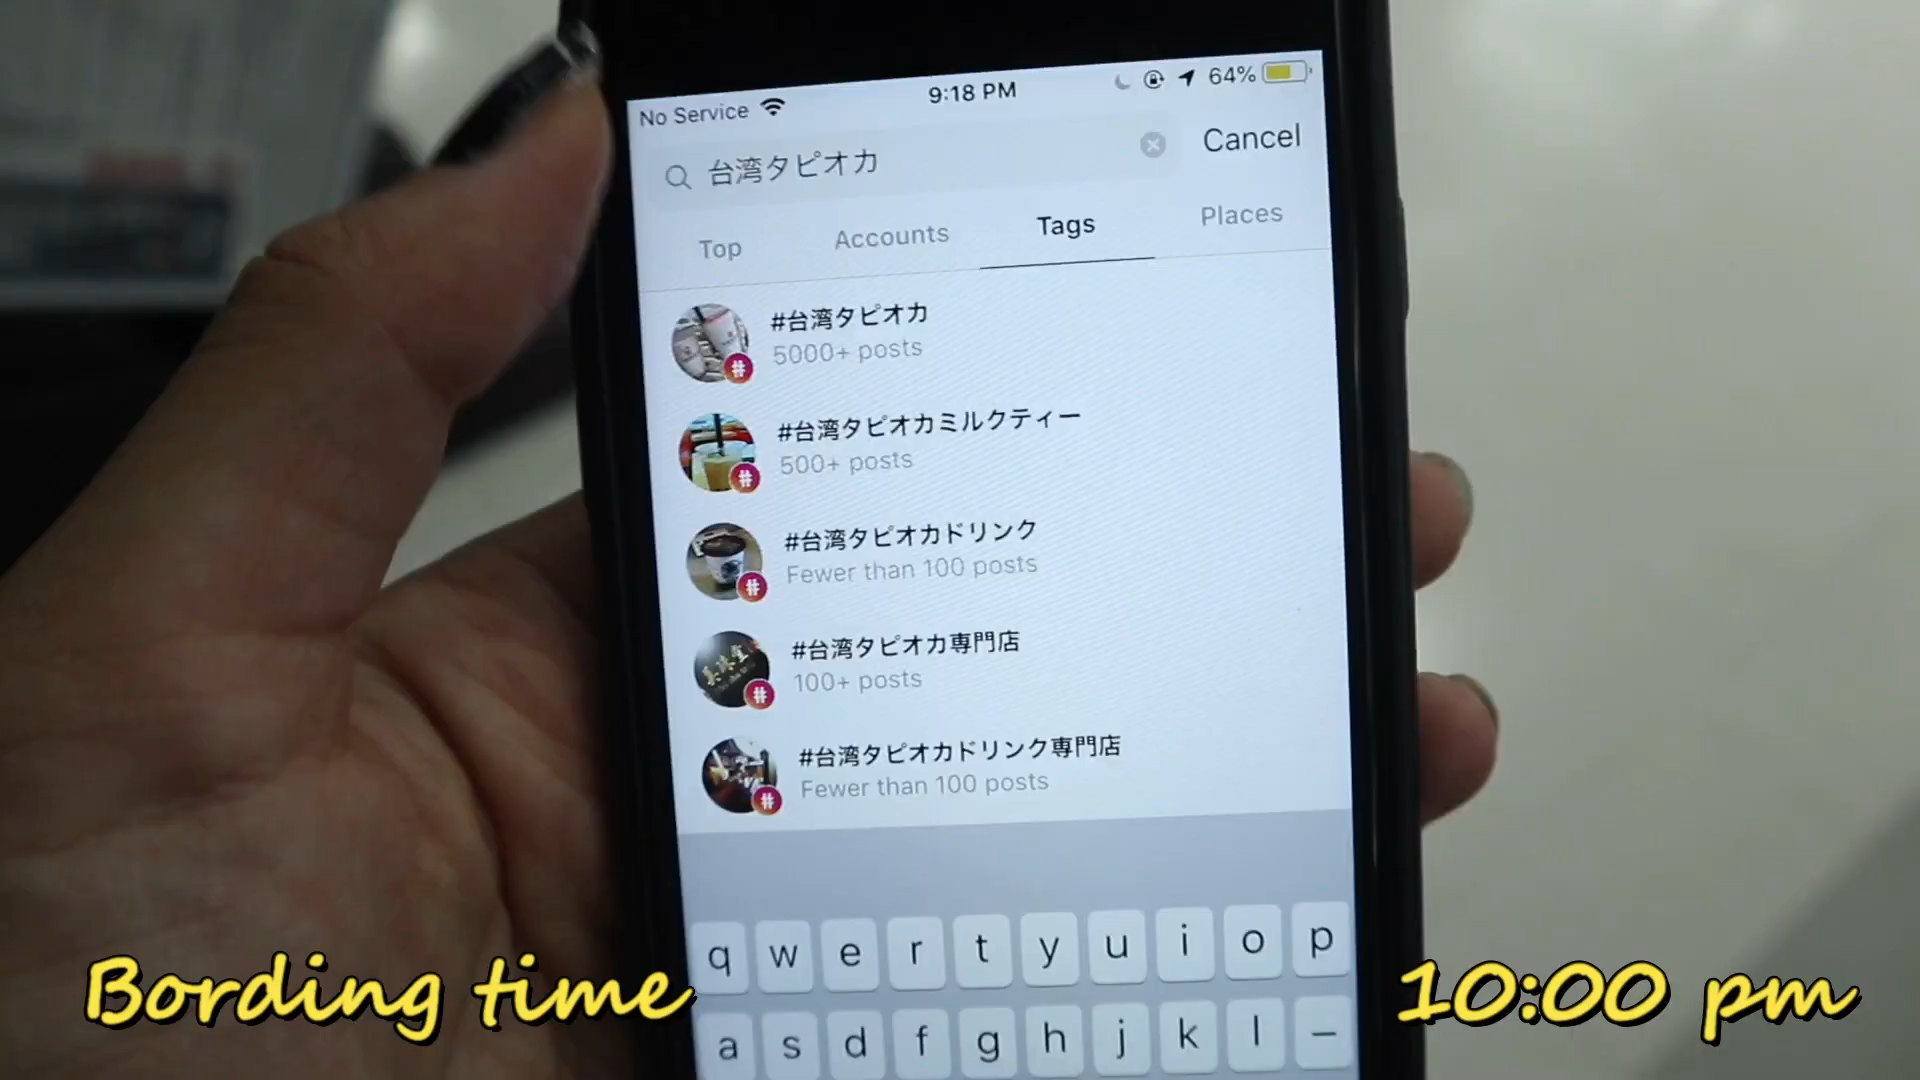 No Service 9:18 PM 64%
台湾タピオカ Cancel
Top Accounts Tags Places
#台湾タピオカ
5000+ posts
#台湾タピオカミルクティー
500+ posts
#台湾タピオカドリンク
Fewer than 100 posts
#台湾タピオカ専門店
100+ posts
#台湾タピオカドリンク専門店
Fewer than 100 posts
q w e r t y u i o p
a s d f g h j k l ー
Bording time 10:00 pm